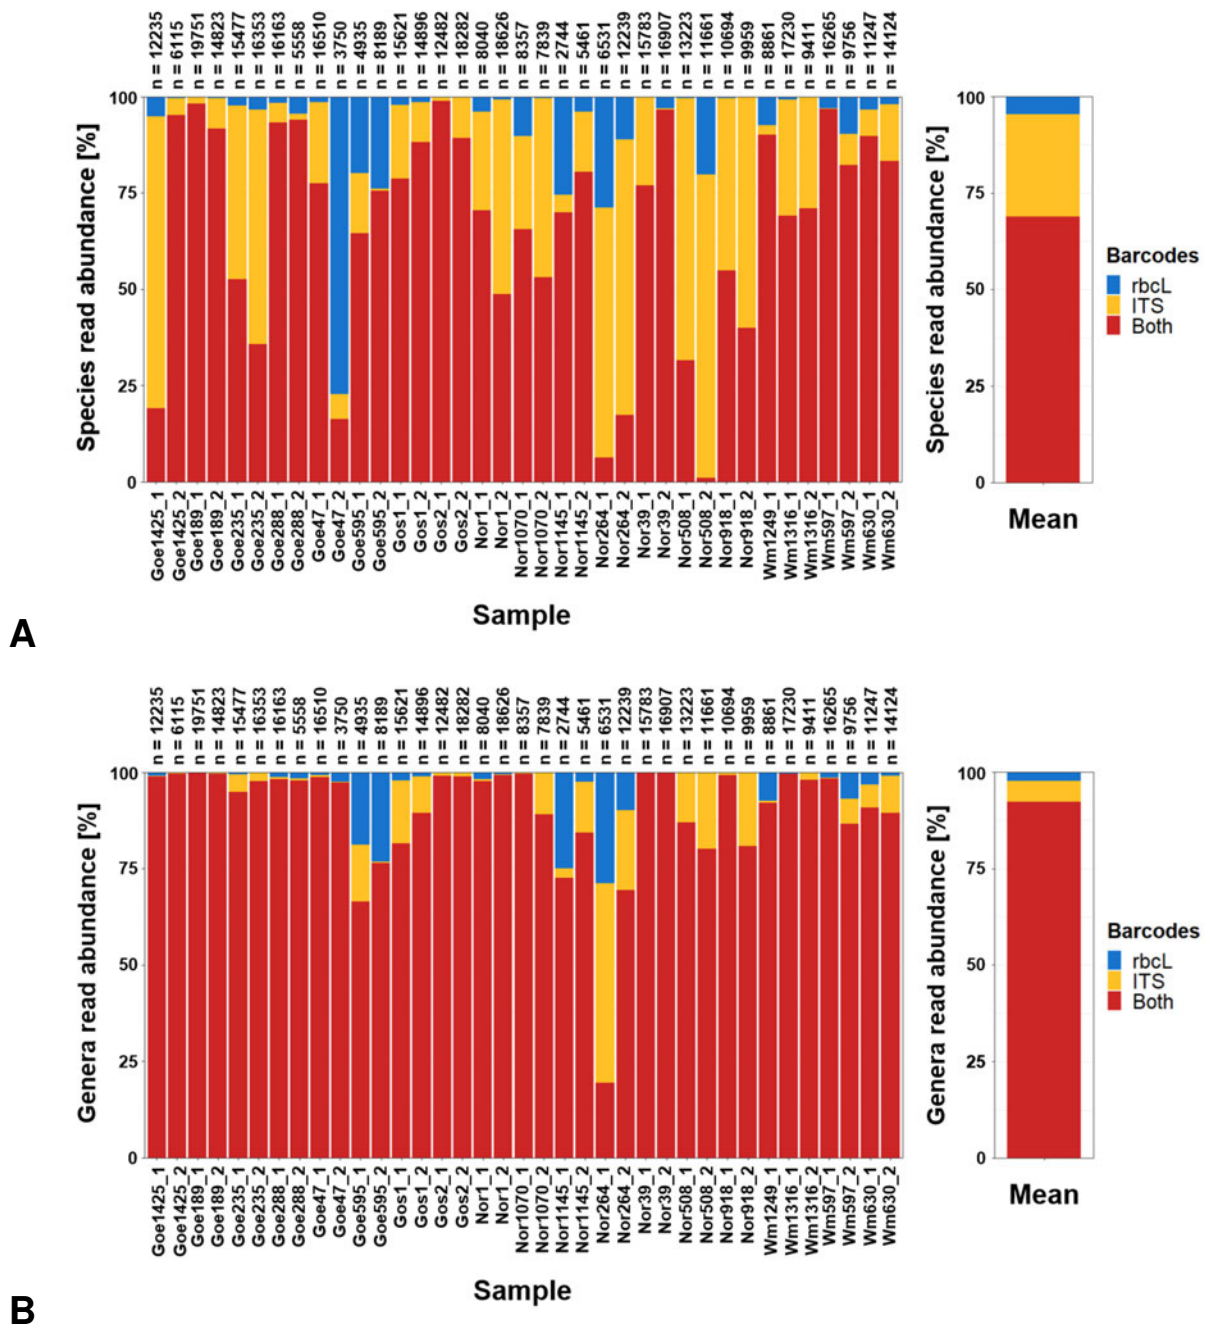 n = 12235
n = 6115
n = 19751
n = 14823
n = 15477
n = 16353
n = 16163
n = 5558
n = 16510
n = 3750
n = 4935
n = 8189
n = 15621
n = 14896
n = 12482
n = 18282
n = 8040
n = 18626
n = 8357
n = 7839
n = 2744
n = 5461
n = 6531
n = 12239
n = 15783
n = 16907
n = 13223
n = 11661
n = 10694
n = 9959
n = 8861
n = 17230
n = 9411
n = 16265
n = 9756
n = 11247
n = 14124
Species read abundance [%]
100
75
50
25
0
Goe1425_1
Goe1425_2
Goe189_1
Goe189_2
Goe235_1
Goe235_2
Goe288_1
Goe288_2
Goe47_1
Goe47_2
Goe595_1
Goe595_2
Gos1_1
Gos1_2
Gos2_1
Gos2_2
Nor1_1
Nor1_2
Nor1070_1
Nor1070_2
Nor1145_1
Nor1145_2
Nor264_1
Nor264_2
Nor39_1
Nor39_2
Nor508_1
Nor508_2
Nor918_1
Nor918_2
Wm1249_1
Wm1316_1
Wm1316_2
Wm597_1
Wm597_2
Wm630_1
Wm630_2
Sample
Species read abundance [%]
100
75
50
25
0
Mean
Barcodes
rbcL
ITS
Both
A
n = 12235
n = 6115
n = 19751
n = 14823
n = 15477
n = 16353
n = 16163
n = 5558
n = 16510
n = 3750
n = 4935
n = 8189
n = 15621
n = 14896
n = 12482
n = 18282
n = 8040
n = 18626
n = 8357
n = 7839
n = 2744
n = 5461
n = 6531
n = 12239
n = 15783
n = 16907
n = 13223
n = 11661
n = 10694
n = 9959
n = 8861
n = 17230
n = 9411
n = 16265
n = 9756
n = 11247
n = 14124
Genera read abundance [%]
100
75
50
25
0
Goe1425_1
Goe1425_2
Goe189_1
Goe189_2
Goe235_1
Goe235_2
Goe288_1
Goe288_2
Goe47_1
Goe47_2
Goe595_1
Goe595_2
Gos1_1
Gos1_2
Gos2_1
Gos2_2
Nor1_1
Nor1_2
Nor1070_1
Nor1070_2
Nor1145_1
Nor1145_2
Nor264_1
Nor264_2
Nor39_1
Nor39_2
Nor508_1
Nor508_2
Nor918_1
Nor918_2
Wm1249_1
Wm1316_1
Wm1316_2
Wm597_1
Wm597_2
Wm630_1
Wm630_2
Sample
Genera read abundance [%]
100
75
50
25
0
Mean
Barcodes
rbcL
ITS
Both
B